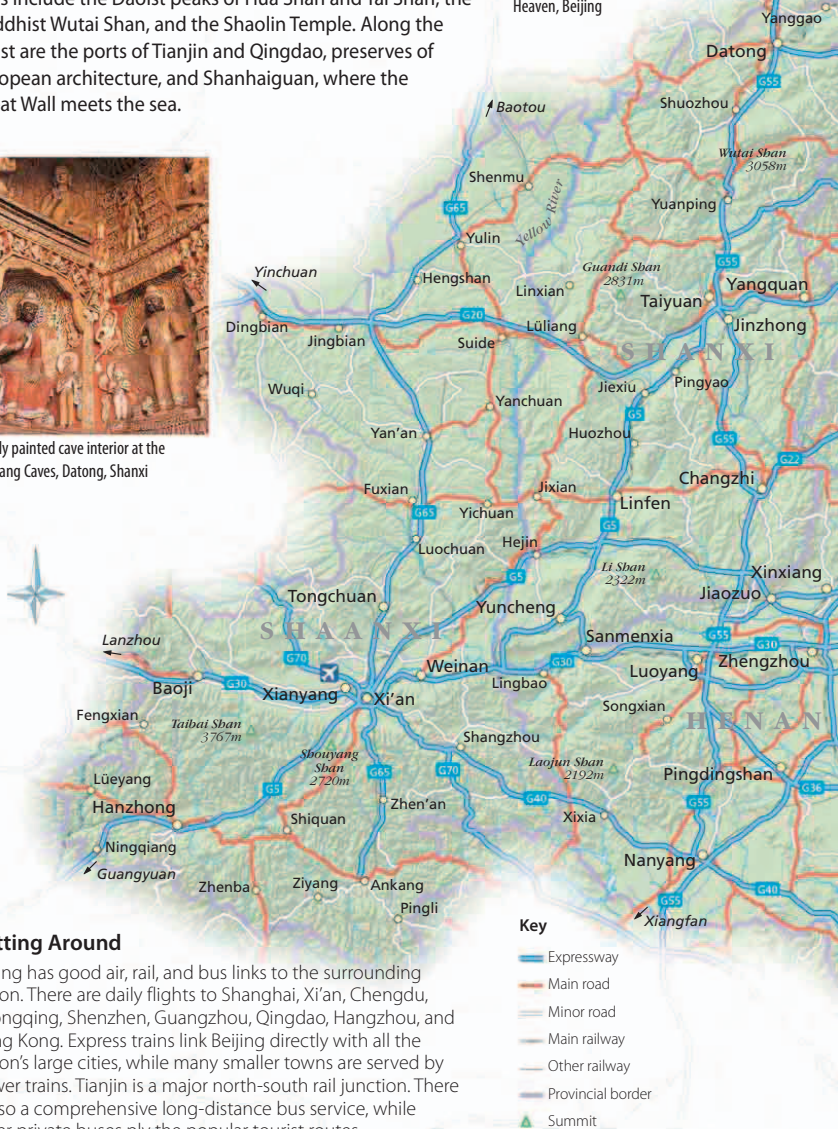 s include the Daoist peaks of Hua Shan and Tai Shan, the
ddhist Wutai Shan, and the Shaolin Temple. Along the
st are the ports of Tianjin and Qingdao, preserves of
opean architecture, and Shanhaiguan, where the
at Wall meets the sea.
Heaven, Beijing
ly painted cave interior at the
ang Caves, Datong, Shanxi
Yanggao
Datong
G55
Baotou
Shuozhou
Wutai Shan
3058m
Shenmu
Yellow River
Yuanping
G65
Yulin
G55
Yinchuan
Hengshan
Guandi Shan
2831m
Linxian
Taiyuan
Yangquan
Dingbian
Jingbian
G20
Suide
Lüliang
Jinzhong
SHANXI
Wuqi
Jiexiu
Pingyao
Yanchuan
G5
Yan'an
Huozhou
G55
G22
Changzhi
Fuxian
Jixian
Linfen
G65
Yichuan
G5
Luochuan
Hejin
Li Shan
2322m
Xinxiang
Tongchuan
G5
Jiaozuo
Yuncheng
SHAANXI
Lanzhou
G55
G30
Sanmenxia
G70
Weinan
G30
Luoyang
Zhengzhou
Baoji
G30
Xianyang
Xi'an
Lingbao
Fengxian
Taibai Shan
3767m
Songxian
HENAN
Shangzhou
Shouyang
Shan
2720m
Laojun Shan
2192m
Lüeyang
G65
G70
Pingdingshan
G5
G40
G36
Hanzhong
Zhen'an
G55
Shiquan
Xixia
Ningqiang
Guangyuan
Nanyang
Zhenba
Ziyang
Ankang
G40
Pingli
G55
Xiangfan
tting Around
ng has good air, rail, and bus links to the surrounding
on. There are daily flights to Shanghai, Xi'an, Chengdu,
ongqing, Shenzhen, Guangzhou, Qingdao, Hangzhou, and
ng Kong. Express trains link Beijing directly with all the
on's large cities, while many smaller towns are served by
wer trains. Tianjin is a major north-south rail junction. There
so a comprehensive long-distance bus service, while
er private buses ply the popular tourist routes.
Key
Expressway
Main road
Minor road
Main railway
Other railway
Provincial border
Summit